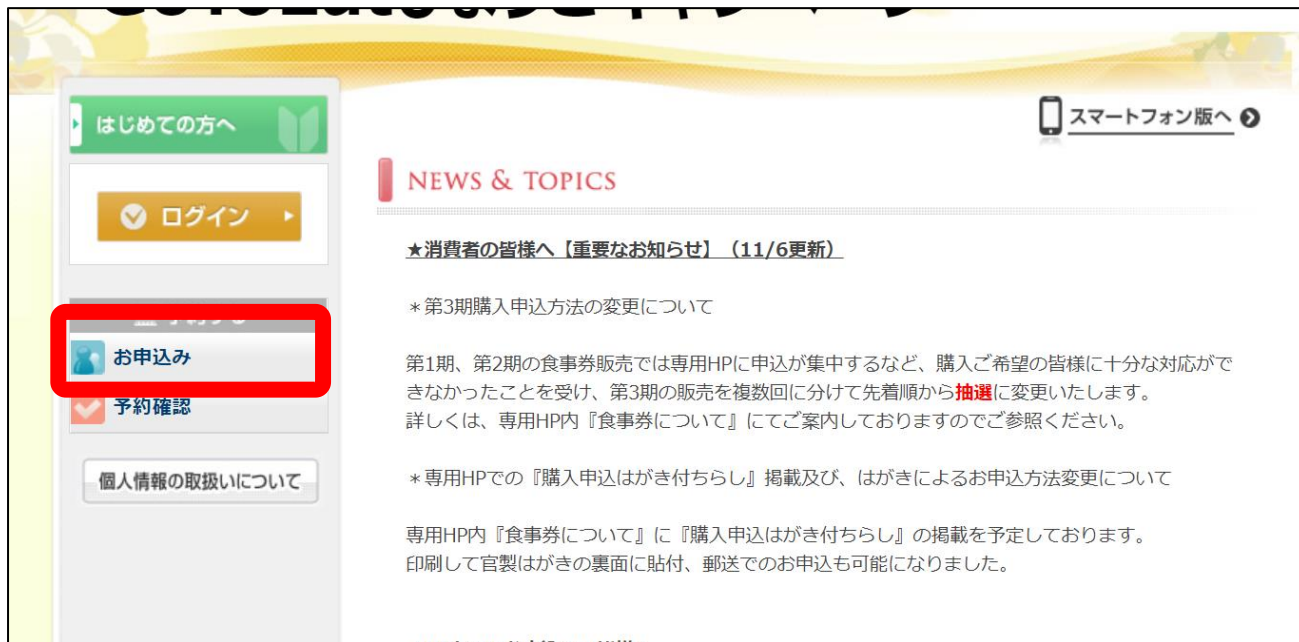 はじめての方へ
スマートフォン版へ
ログイン
NEWS & TOPICS
★消費者の皆様へ【重要なお知らせ】（11/6更新）
＊第3期購入申込方法の変更について
お申込み
第1期、第2期の食事券販売では専用HPに申込が集中するなど、購入ご希望の皆様に十分な対応がで
きなかったことを受け、第3期の販売を複数回に分けて先着順から抽選に変更いたします。
詳しくは、専用HP内『食事券について』にてご案内しておりますのでご参照ください。
予約確認
個人情報の取扱いについて
＊専用HPでの『購入申込はがき付ちらし』掲載及び、はがきによるお申込方法変更について
専用HP内『食事券について』に『購入申込はがき付ちらし』の掲載を予定しております。
印刷して官製はがきの裏面に貼付、郵送でのお申込も可能になりました。